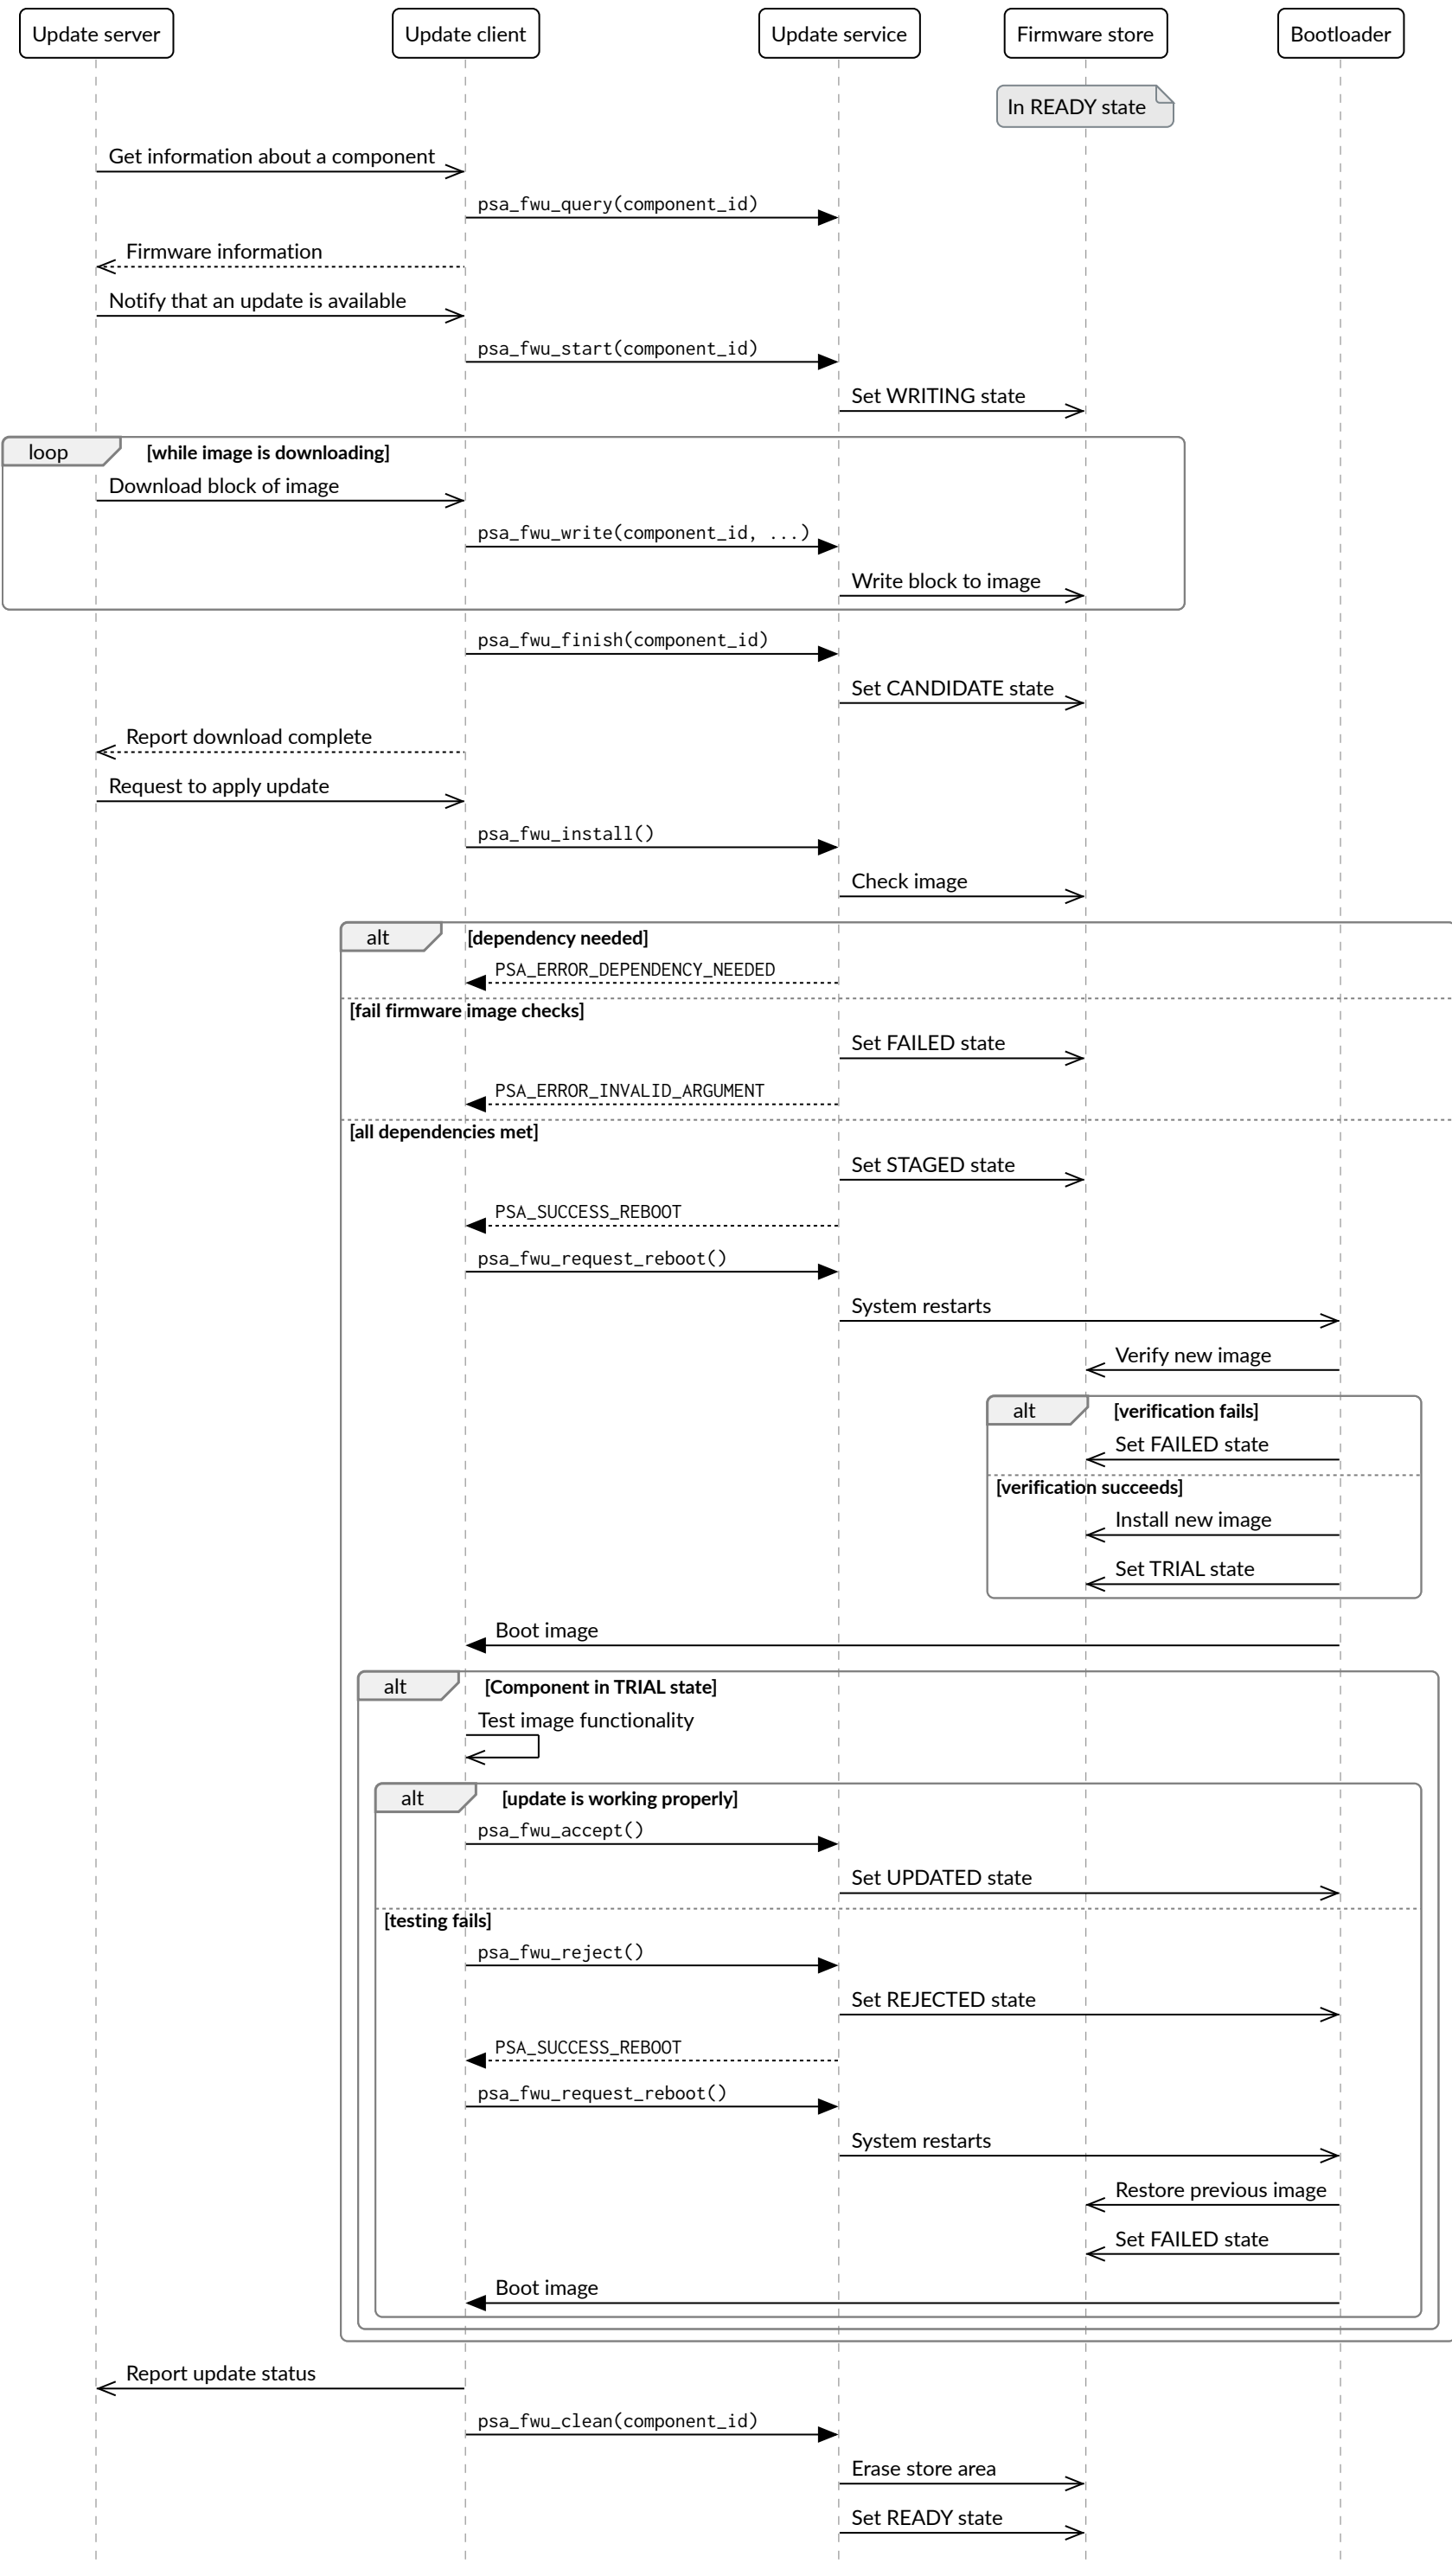 Update server
Update client
Update service
Firmware store
Bootloader
In READY state
Get information about a component
psa_fwu_query(component_id)
Firmware information
Notify that an update is available
psa_fwu_start(component_id)
Set WRITING state
loop
[while image is downloading]
Download block of image
psa_fwu_write(component_id, ...)
Write block to image
psa_fwu_finish(component_id)
Set CANDIDATE state
Report download complete
Request to apply update
psa_fwu_install()
Check image
alt
[dependency needed]
PSA_ERROR_DEPENDENCY_NEEDED
[fail firmware image checks]
Set FAILED state
PSA_ERROR_INVALID_ARGUMENT
[all dependencies met]
Set STAGED state
PSA_SUCCESS_REBOOT
psa_fwu_request_reboot()
System restarts
Verify new image
alt
[verification fails]
Set FAILED state
[verification succeeds]
Install new image
Set TRIAL state
Boot image
alt
[Component in TRIAL state]
Test image functionality
alt
[update is working properly]
psa_fwu_accept()
Set UPDATED state
[testing fails]
psa_fwu_reject()
Set REJECTED state
PSA_SUCCESS_REBOOT
psa_fwu_request_reboot()
System restarts
Restore previous image
Set FAILED state
Boot image
Report update status
psa_fwu_clean(component_id)
Erase store area
Set READY state